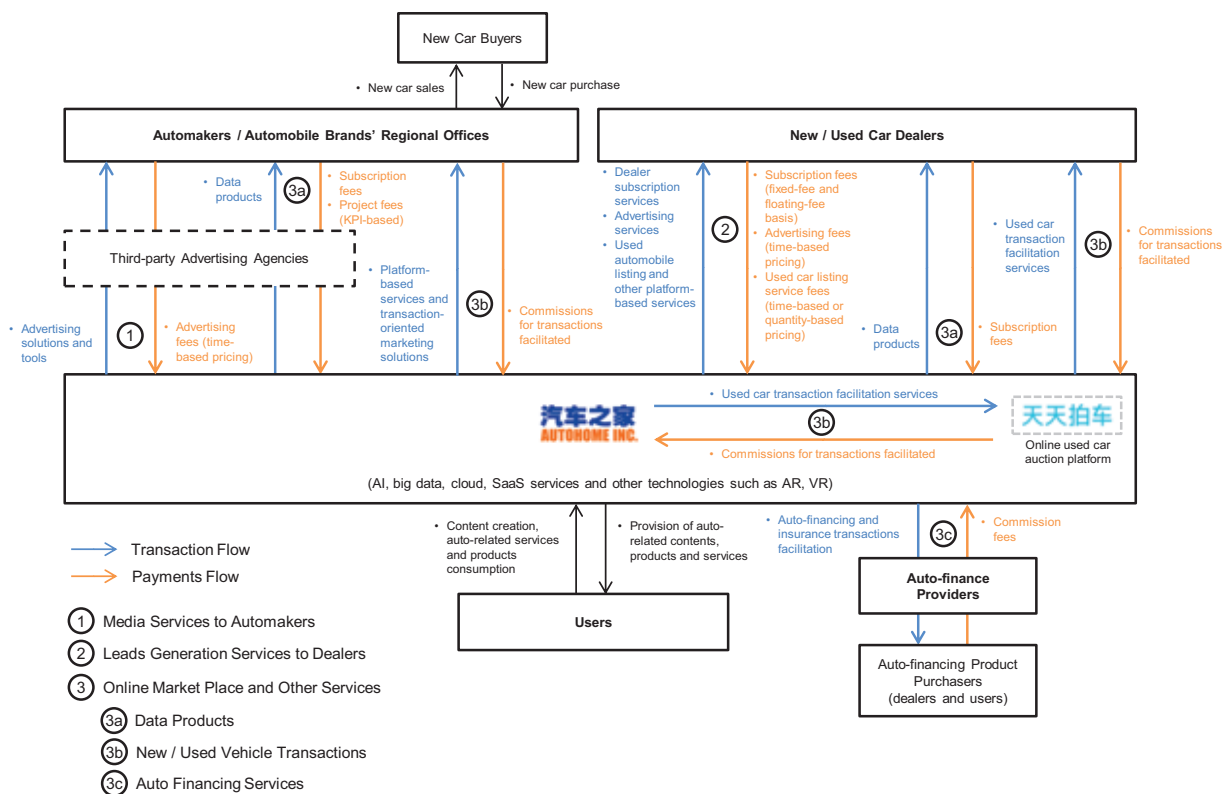 New Car Buyers
• New car sales
• New car purchase
Automakers / Automobile Brands' Regional Offices
New / Used Car Dealers
• Data
products
3a
• Subscription
fees
• Project fees
(KPI-based)
Third-party Advertising Agencies
• Advertising
solutions and
tools
1
• Advertising
fees (time-
based pricing)
• Platform-
based
services and
transaction-
oriented
marketing
solutions
3b
• Commissions
for transactions
facilitated
• Dealer
subscription
services
• Advertising
services
• Used
automobile
listing and
other platform-
based services
2
• Subscription fees
(fixed-fee and
floating-fee
basis)
• Advertising fees
(time-based
pricing)
• Used car listing
service fees
(time-based or
quantity-based
pricing)
• Data
products
3a
• Subscription
fees
• Used car
transaction
facilitation
services
3b
• Commissions
for transactions
facilitated
汽车之家
AUTOHOME INC.
• Used car transaction facilitation services
3b
• Commissions for transactions facilitated
天天拍车
Online used car
auction platform
(AI, big data, cloud, SaaS services and other technologies such as AR, VR)
• Content creation,
auto-related services
and products
consumption
• Provision of auto-
related contents,
products and services
• Auto-financing and
insurance transactions
facilitation
3c
• Commission
fees
Users
Auto-finance
Providers
Auto-financing Product
Purchasers
(dealers and users)
Transaction Flow
Payments Flow
1 Media Services to Automakers
2 Leads Generation Services to Dealers
3 Online Market Place and Other Services
3a Data Products
3b New / Used Vehicle Transactions
3c Auto Financing Services